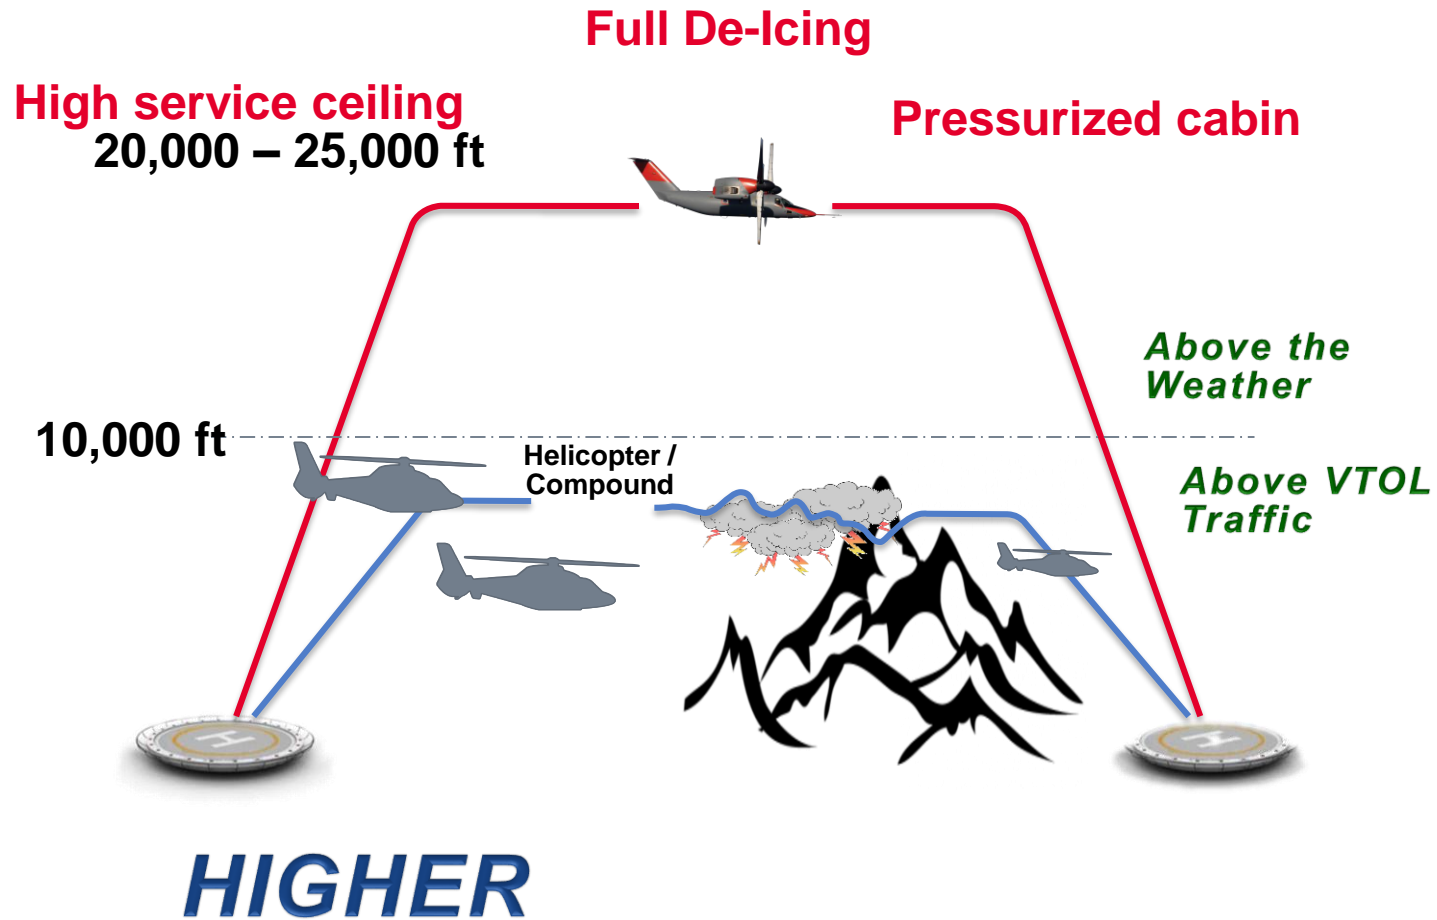 Full De-Icing
High service ceiling
20,000 – 25,000 ft
Pressurized cabin
Above the
Weather
10,000 ft
Helicopter /
Compound
Above VTOL
Traffic
H
H
HIGHER